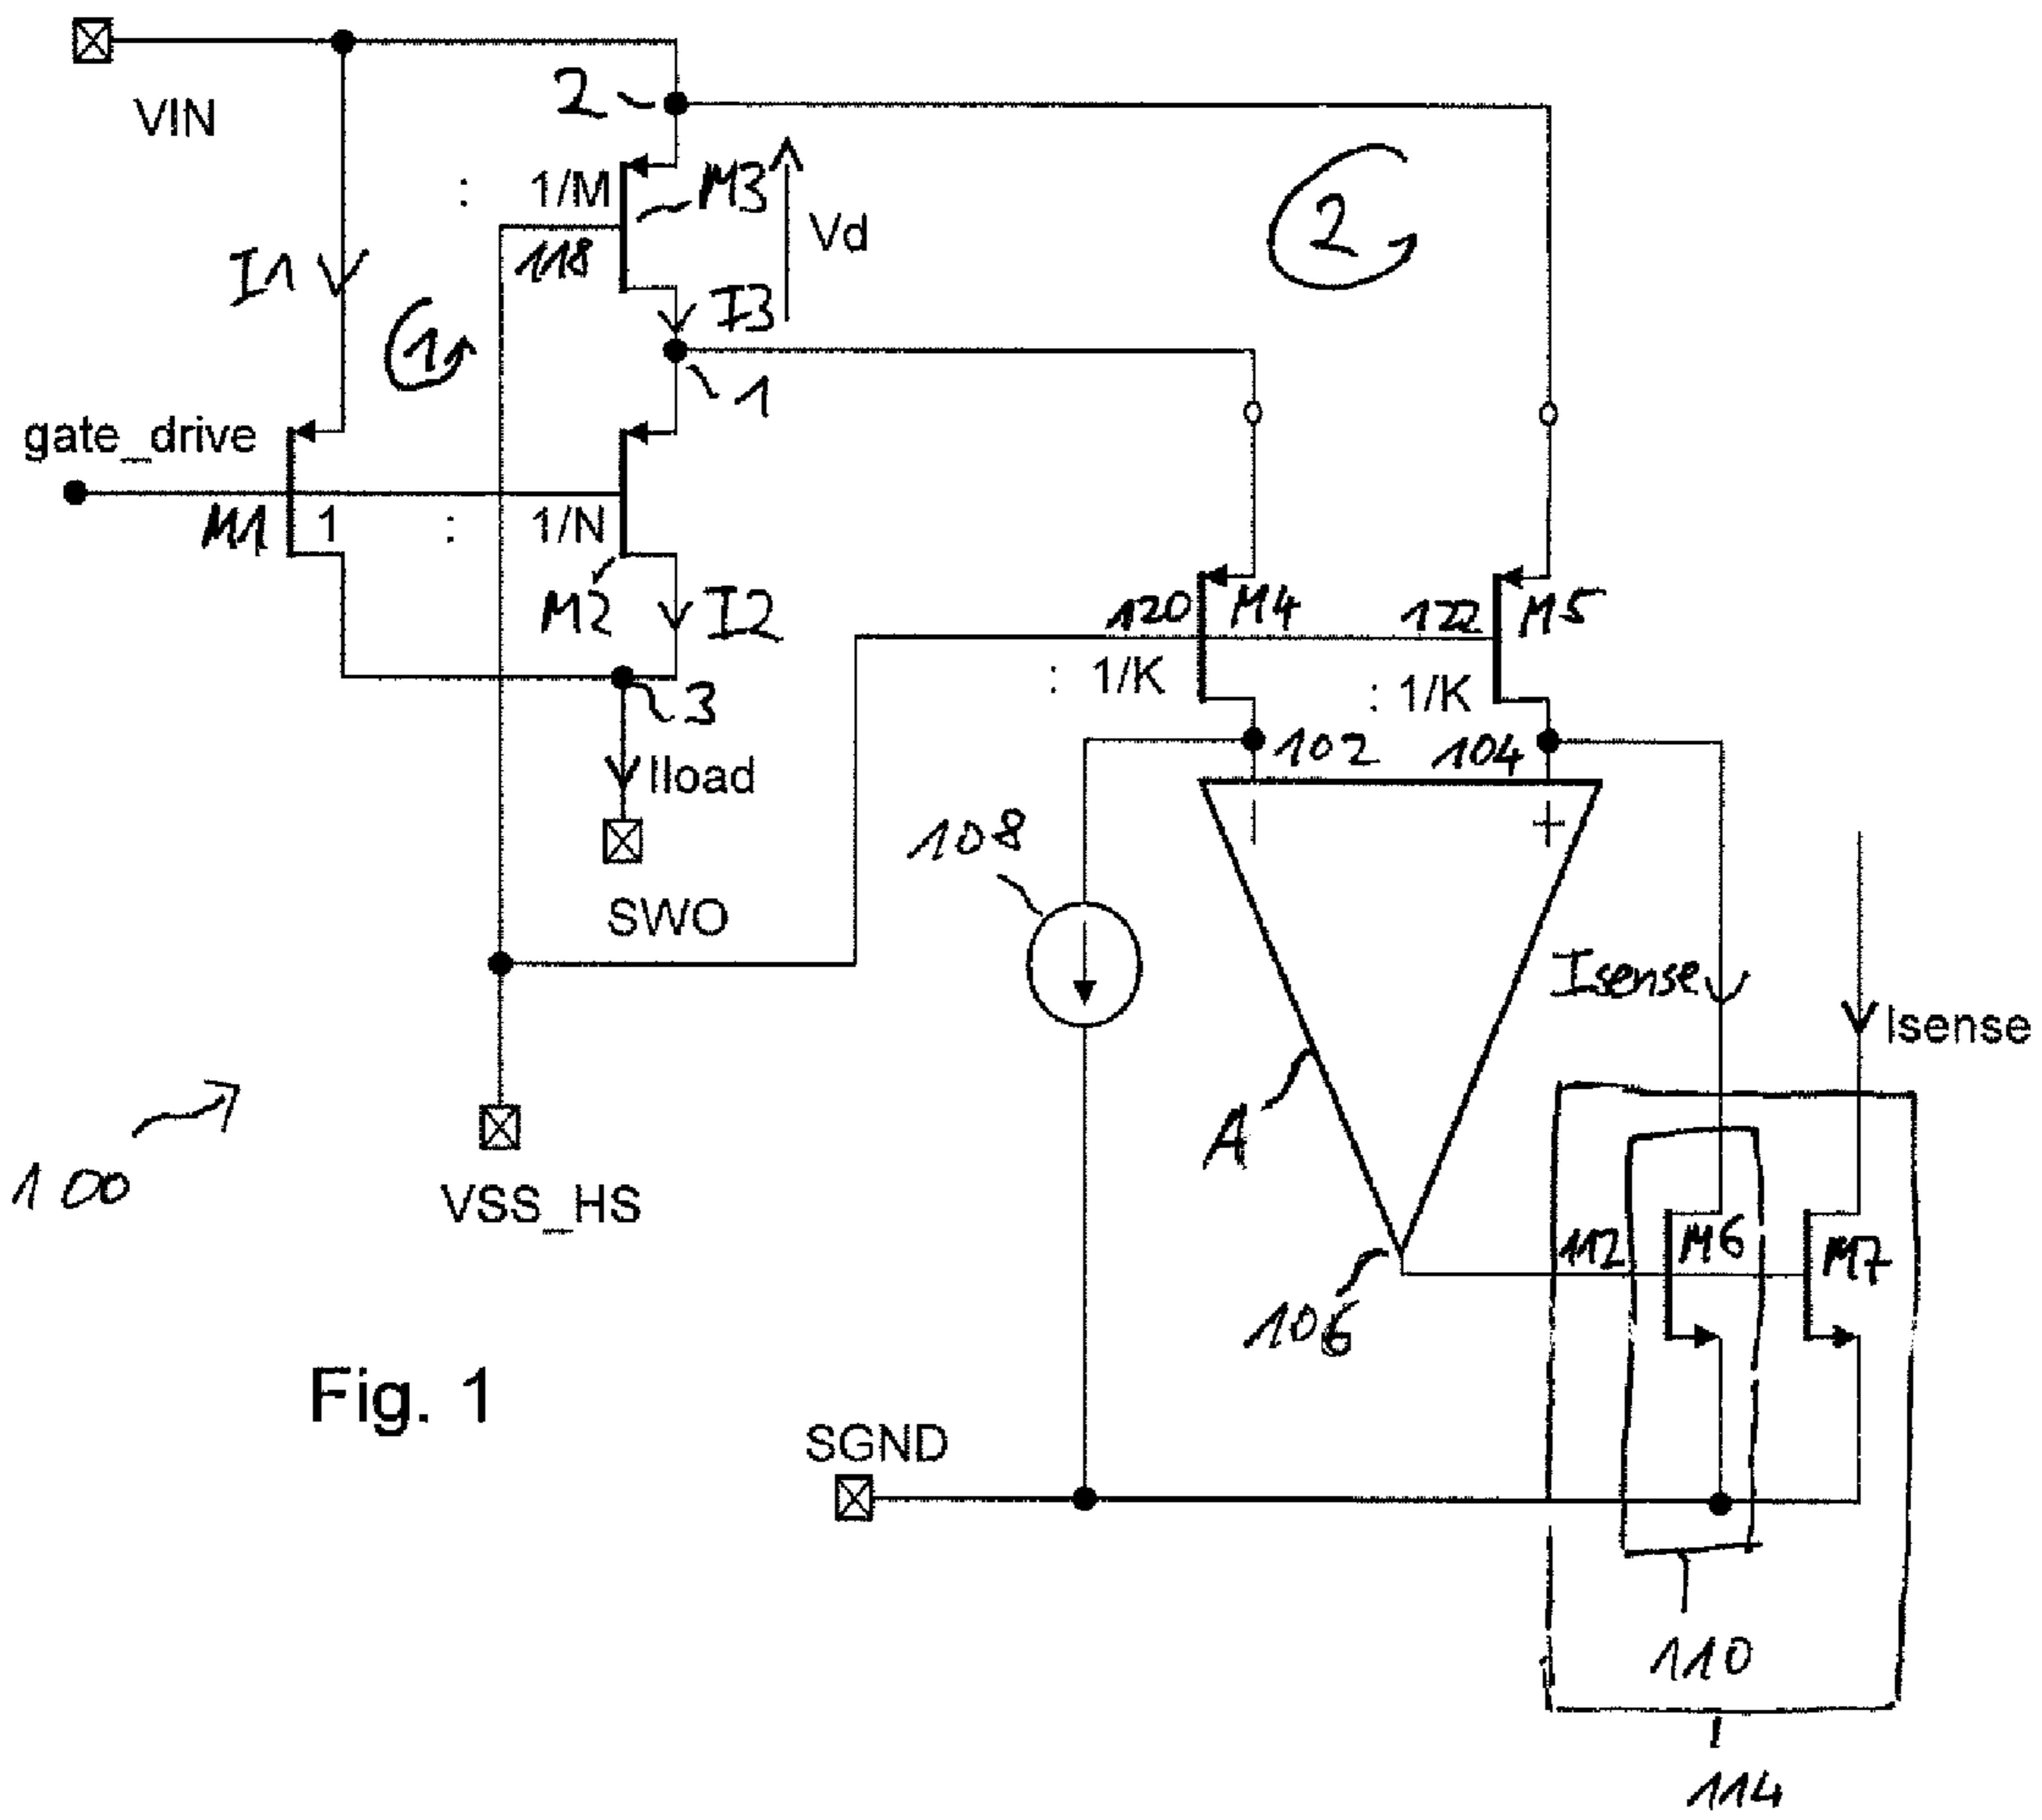 VIN
2
: 1/M
M3
Vd
2
118
I1
I3
1
1
gate_drive
M1
1
: 1/N
M2
I2
120
M4
122
M5
: 1/K
: 1/K
3
102
104
Iload
−
+
108
SWO
Isense
Isense
A
100
VSS_HS
112
M6
M7
106
Fig. 1
SGND
110
114